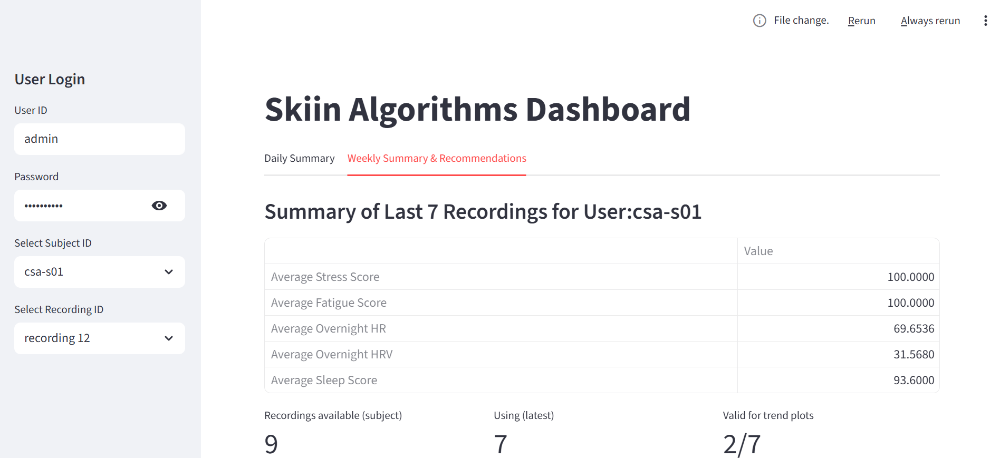 File change.
Rerun
Always rerun
User Login
User ID
admin
Password
••••••••••
Select Subject ID
csa-s01
Select Recording ID
recording 12
Skiin Algorithms Dashboard
Daily Summary
Weekly Summary & Recommendations
Summary of Last 7 Recordings for User:csa-s01
Value
Average Stress Score 100.0000
Average Fatigue Score 100.0000
Average Overnight HR 69.6536
Average Overnight HRV 31.5680
Average Sleep Score 93.6000
Recordings available (subject)
9
Using (latest)
7
Valid for trend plots
2/7